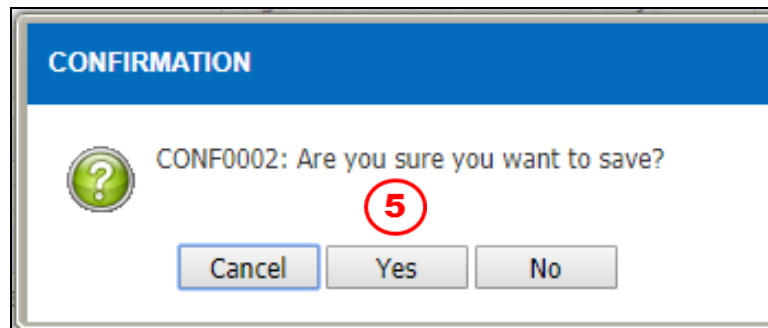 CONFIRMATION
CONF0002: Are you sure you want to save?
5
Cancel Yes No